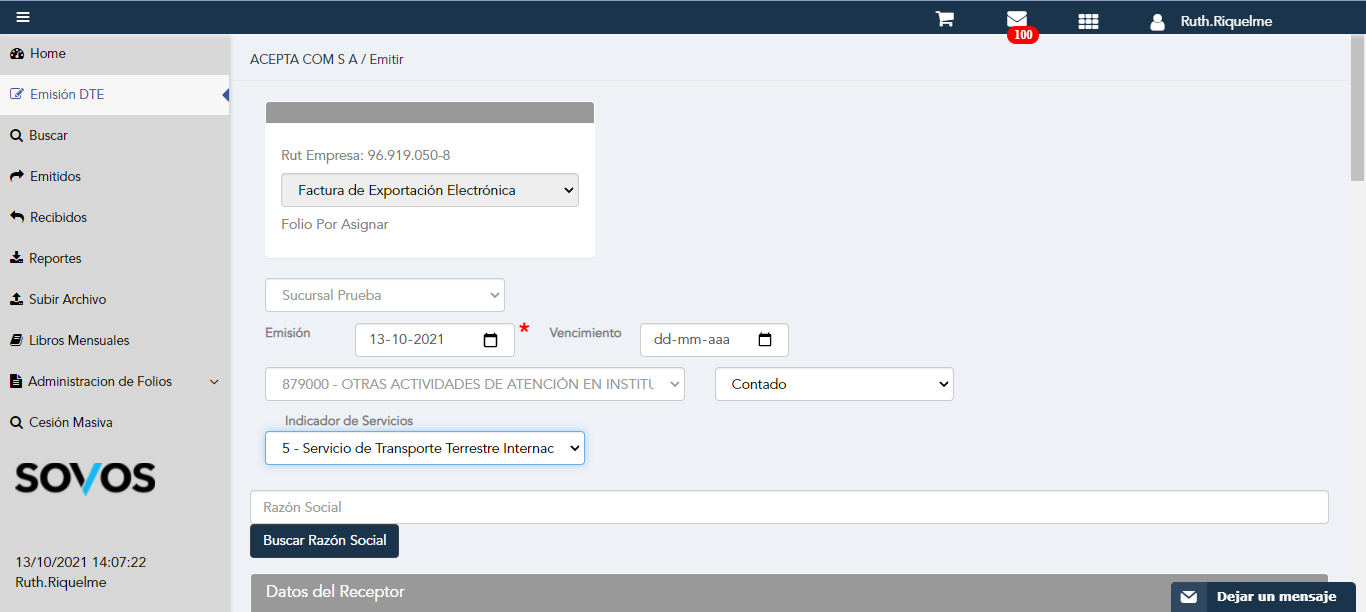 Ruth.Riquelme
100
Home
Emisión DTE
Buscar
Emitidos
Recibidos
Reportes
Subir Archivo
Libros Mensuales
Administracion de Folios
Cesión Masiva
SOVOS
13/10/2021 14:07:22
Ruth.Riquelme
ACEPTA COM S A / Emitir
Rut Empresa: 96.919.050-8
Factura de Exportación Electrónica
Folio Por Asignar
Sucursal Prueba
Emisión 13-10-2021 * Vencimiento dd-mm-aaa
879000 - OTRAS ACTIVIDADES DE ATENCIÓN EN INSTITU Contado
Indicador de Servicios
5 - Servicio de Transporte Terrestre Internac
Razón Social
Buscar Razón Social
Datos del Receptor
Dejar un mensaje